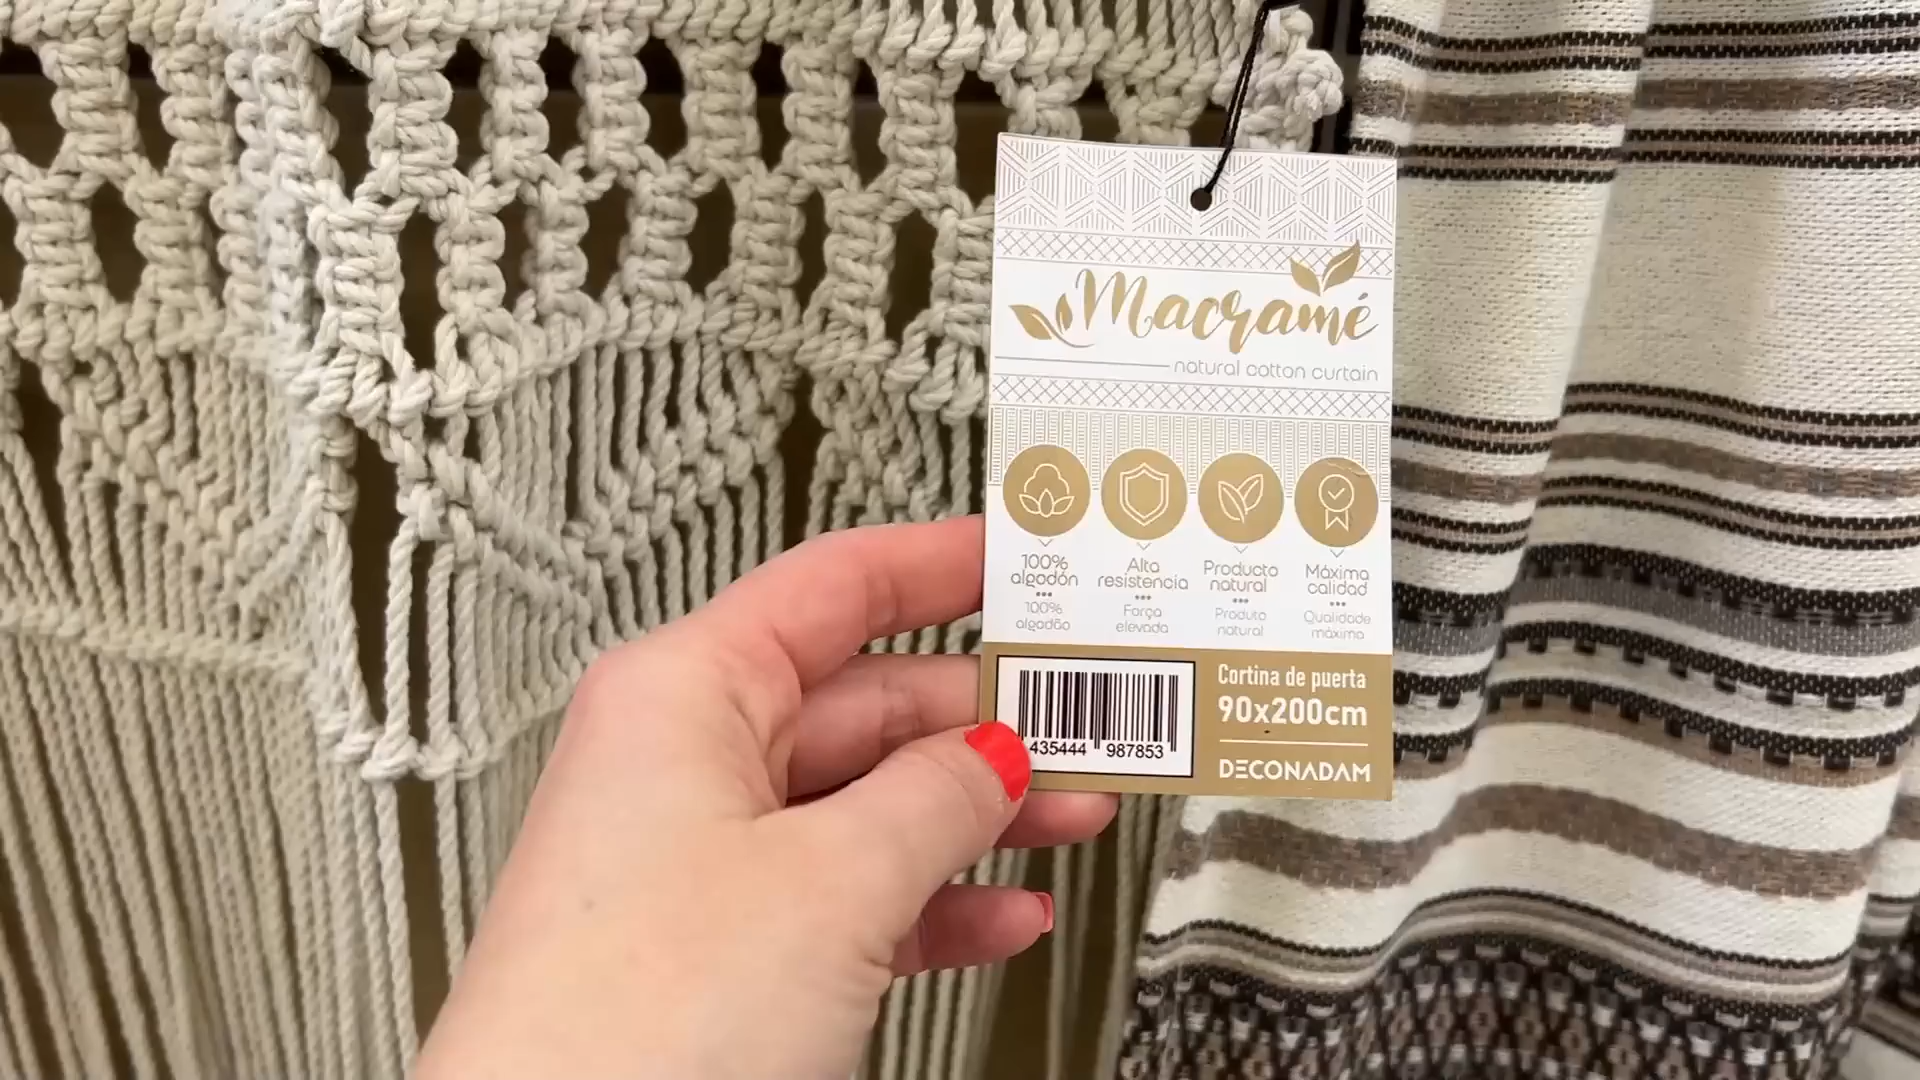 Macramé
natural cotton curtain
100%
algodón
100%
algodão
Alta
resistencia
Força
elevada
Producto
natural
Produto
natural
Máxima
calidad
Qualidade
máxima
435444 987853
Cortina de puerta
90x200cm
DECONADAM